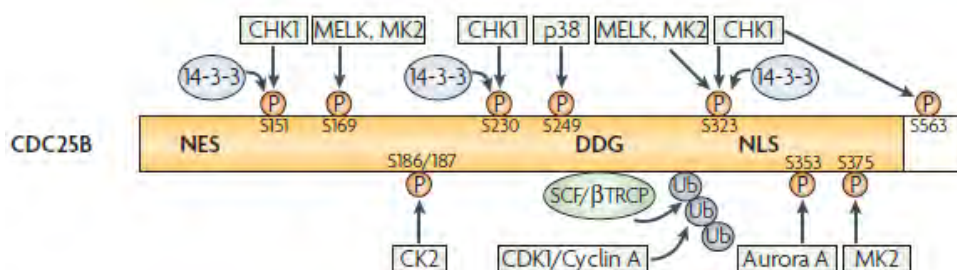 CHK1 MELK, MK2 CHK1 p38 MELK, MK2 CHK1
14-3-3 14-3-3 14-3-3
P P P P P P
S151 S169 S230 S249 S323 S563
CDC25B NES DDG NLS
S186/187 S353 S375
P P P
SCF/βTRCP Ub
Ub
Ub
CK2 CDK1/Cyclin A Aurora A MK2